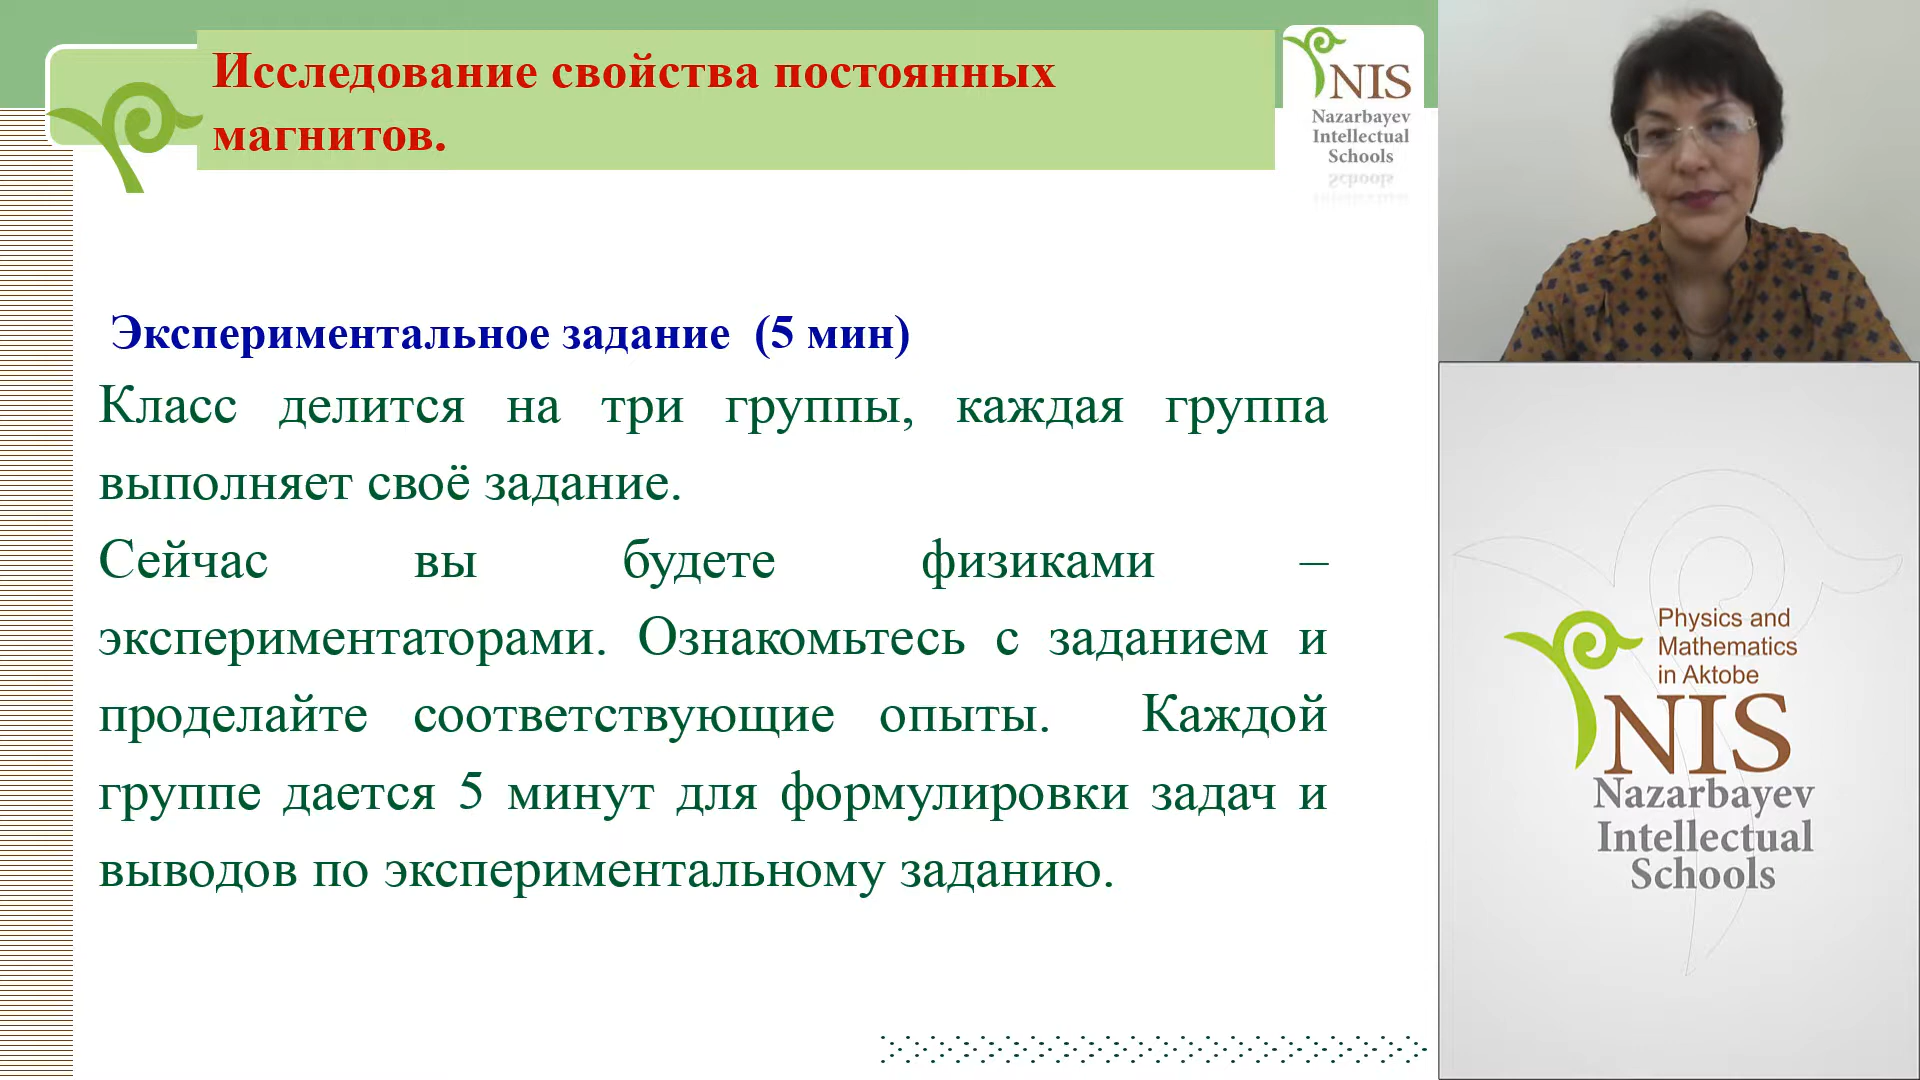 Исследование свойства постоянных
магнитов.
NIS
Nazarbayev
Intellectual
Schools
Экспериментальное задание (5 мин)
Класс делится на три группы, каждая группа
выполняет своё задание.
Сейчас вы будете физиками –
экспериментаторами. Ознакомьтесь с заданием и
проделайте соответствующие опыты. Каждой
группе дается 5 минут для формулировки задач и
выводов по экспериментальному заданию.
Physics and
Mathematics
in Aktobe
NIS
Nazarbayev
Intellectual
Schools